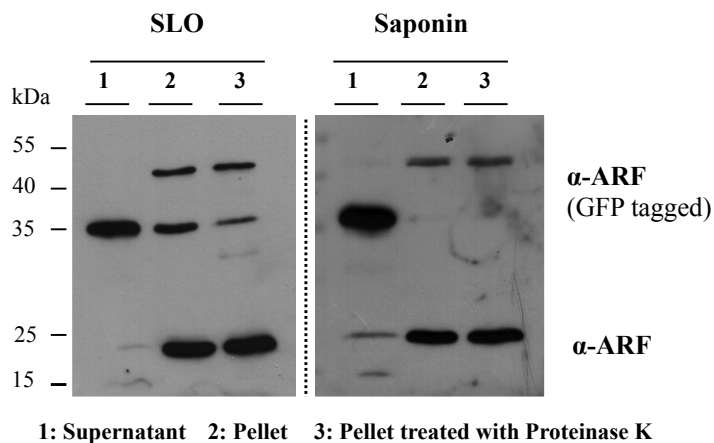 SLO Saponin
1 2 3 1 2 3
kDa
55
40
α-ARF
(GFP tagged)
35
25
α-ARF
15
1: Supernatant 2: Pellet 3: Pellet treated with Proteinase K